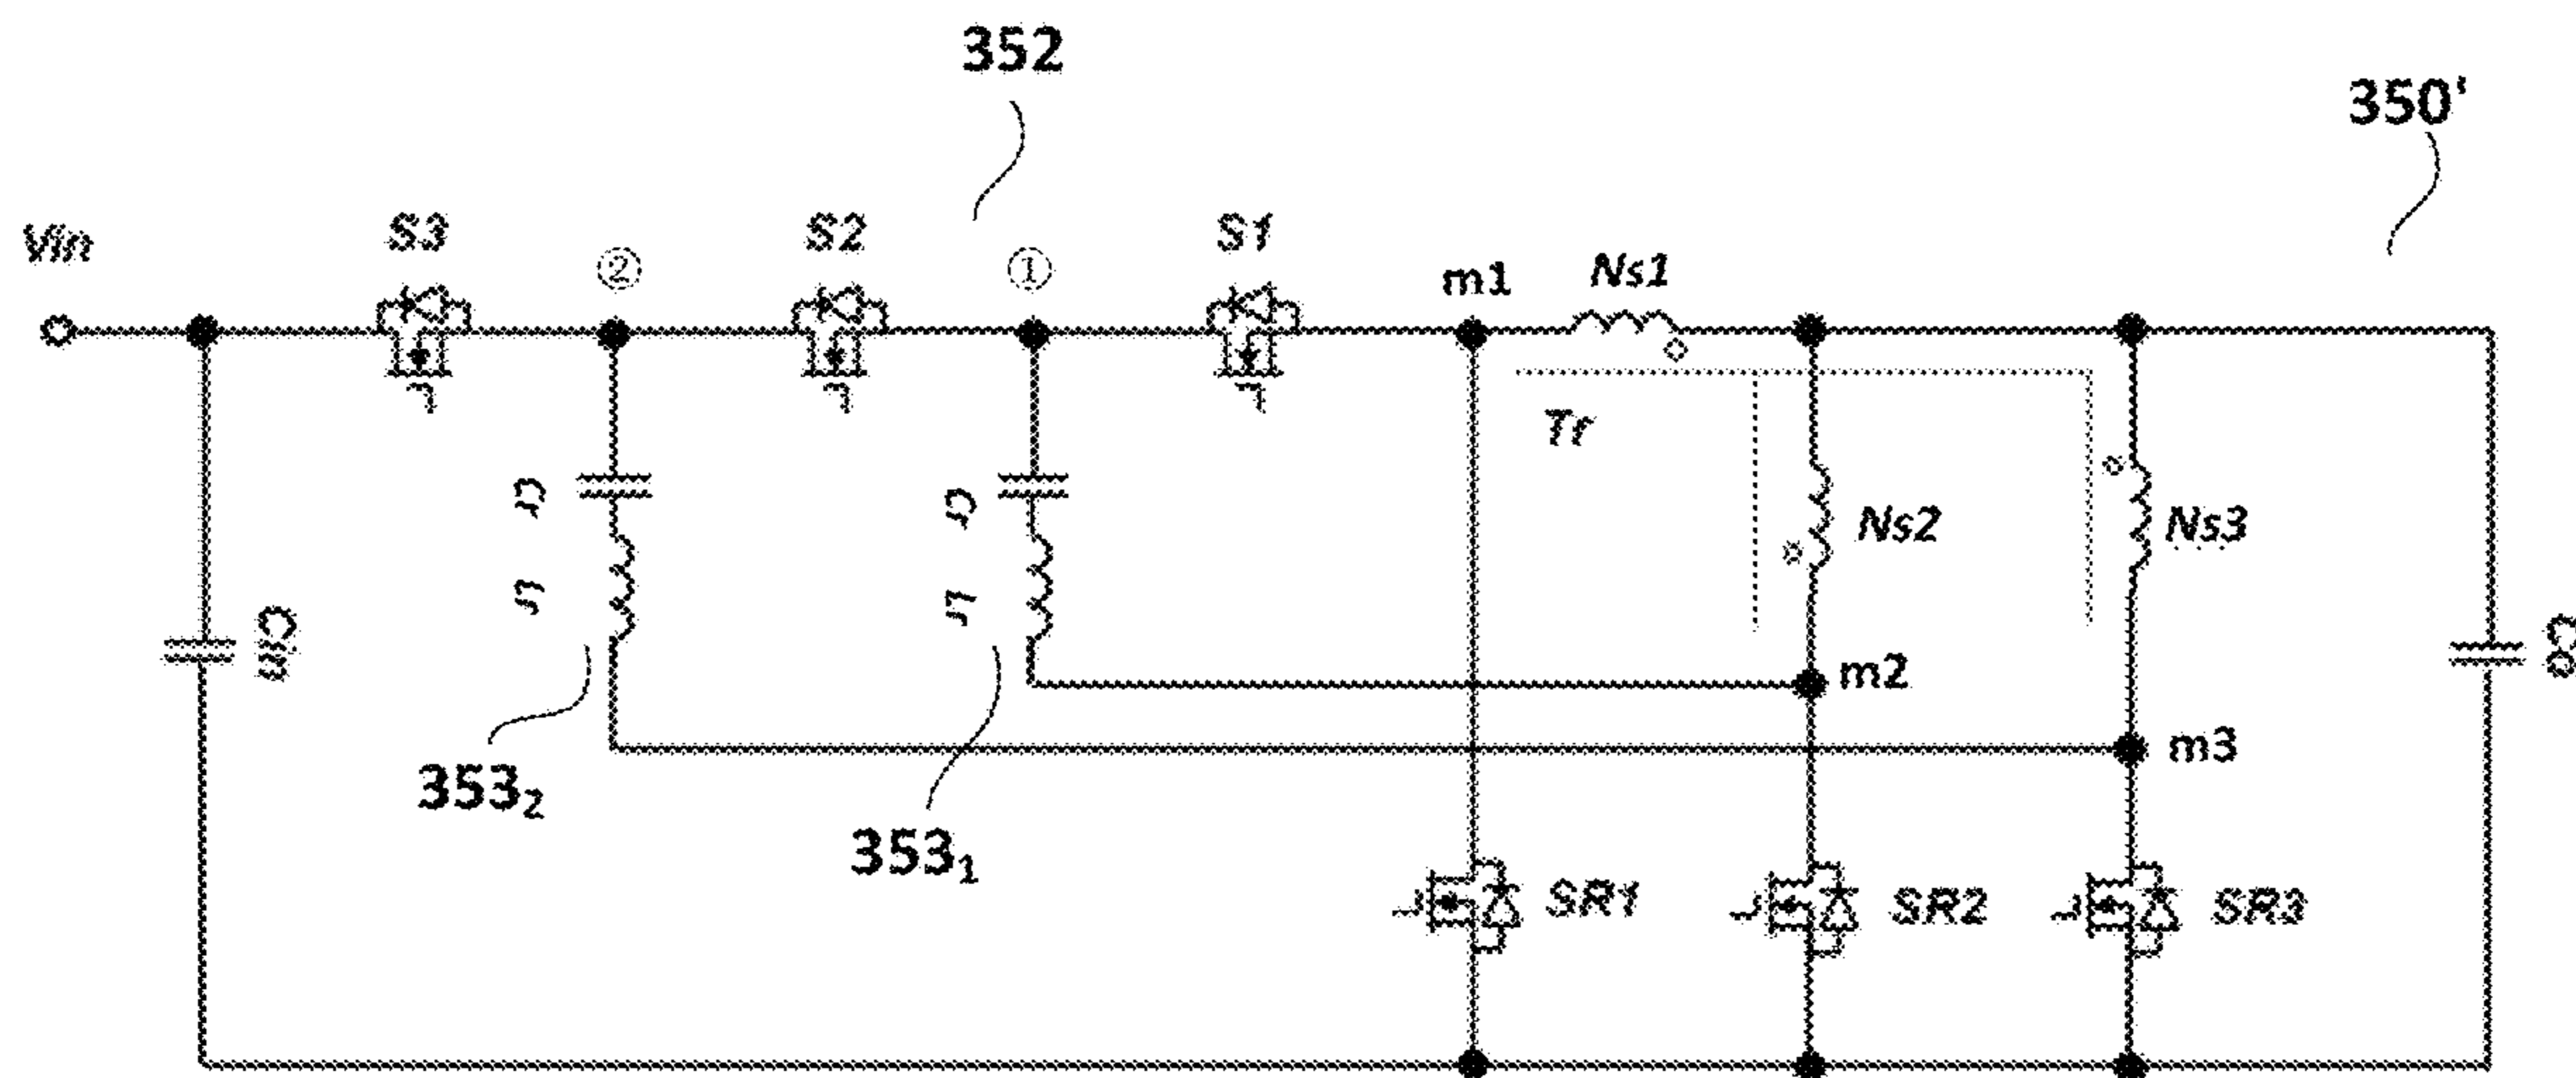 352
350'
Vin
S3
②
S2
①
S1
m1
Ns1
Tr
Cr
Cr
Ns2
Ns3
Lr
Lr
Cin
Co
m2
m3
353₂
353₁
SR1
SR2
SR3